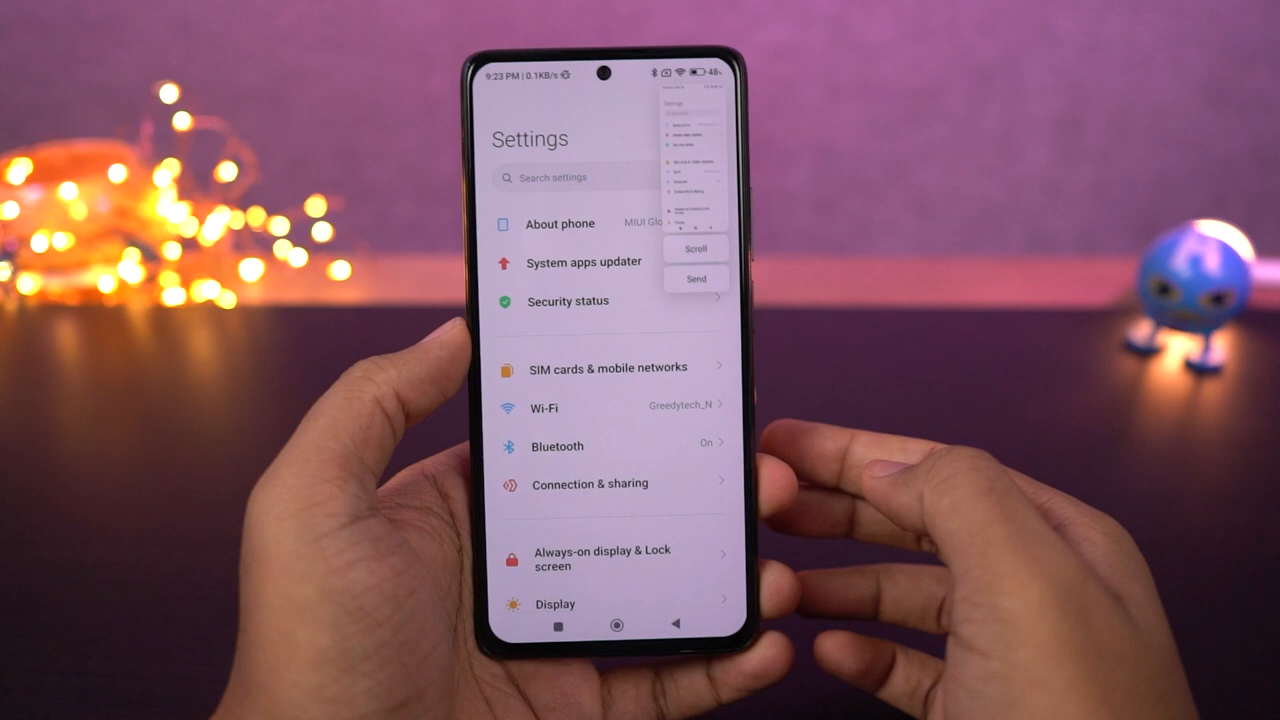 9:23 PM | 0.1KB/s
48%
Settings
Search settings
About phone
MIUI Glo
System apps updater
Security status
Scroll
Send
SIM cards & mobile networks
Wi-Fi
Greedytech_N
Bluetooth
On
Connection & sharing
Always-on display & Lock
screen
Display